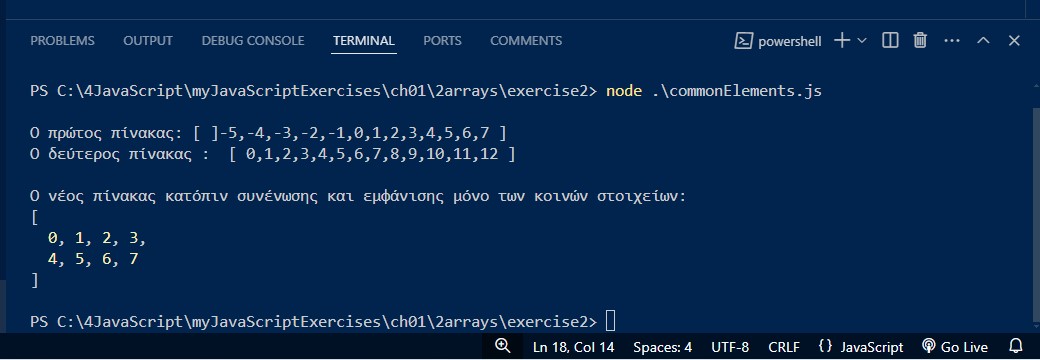 PROBLEMS OUTPUT DEBUG CONSOLE TERMINAL PORTS COMMENTS powershell
PS C:\4JavaScript\myJavaScriptExercises\ch01\2arrays\exercise2> node .\commonElements.js
Ο πρώτος πίνακας: [ ]-5,-4,-3,-2,-1,0,1,2,3,4,5,6,7 ]
Ο δεύτερος πίνακας :  [ 0,1,2,3,4,5,6,7,8,9,10,11,12 ]
Ο νέος πίνακας κατόπιν συνένωσης και εμφάνισης μόνο των κοινών στοιχείων:
[
0, 1, 2, 3,
4, 5, 6, 7
]
PS C:\4JavaScript\myJavaScriptExercises\ch01\2arrays\exercise2>
Ln 18, Col 14 Spaces: 4 UTF-8 CRLF {} JavaScript Go Live